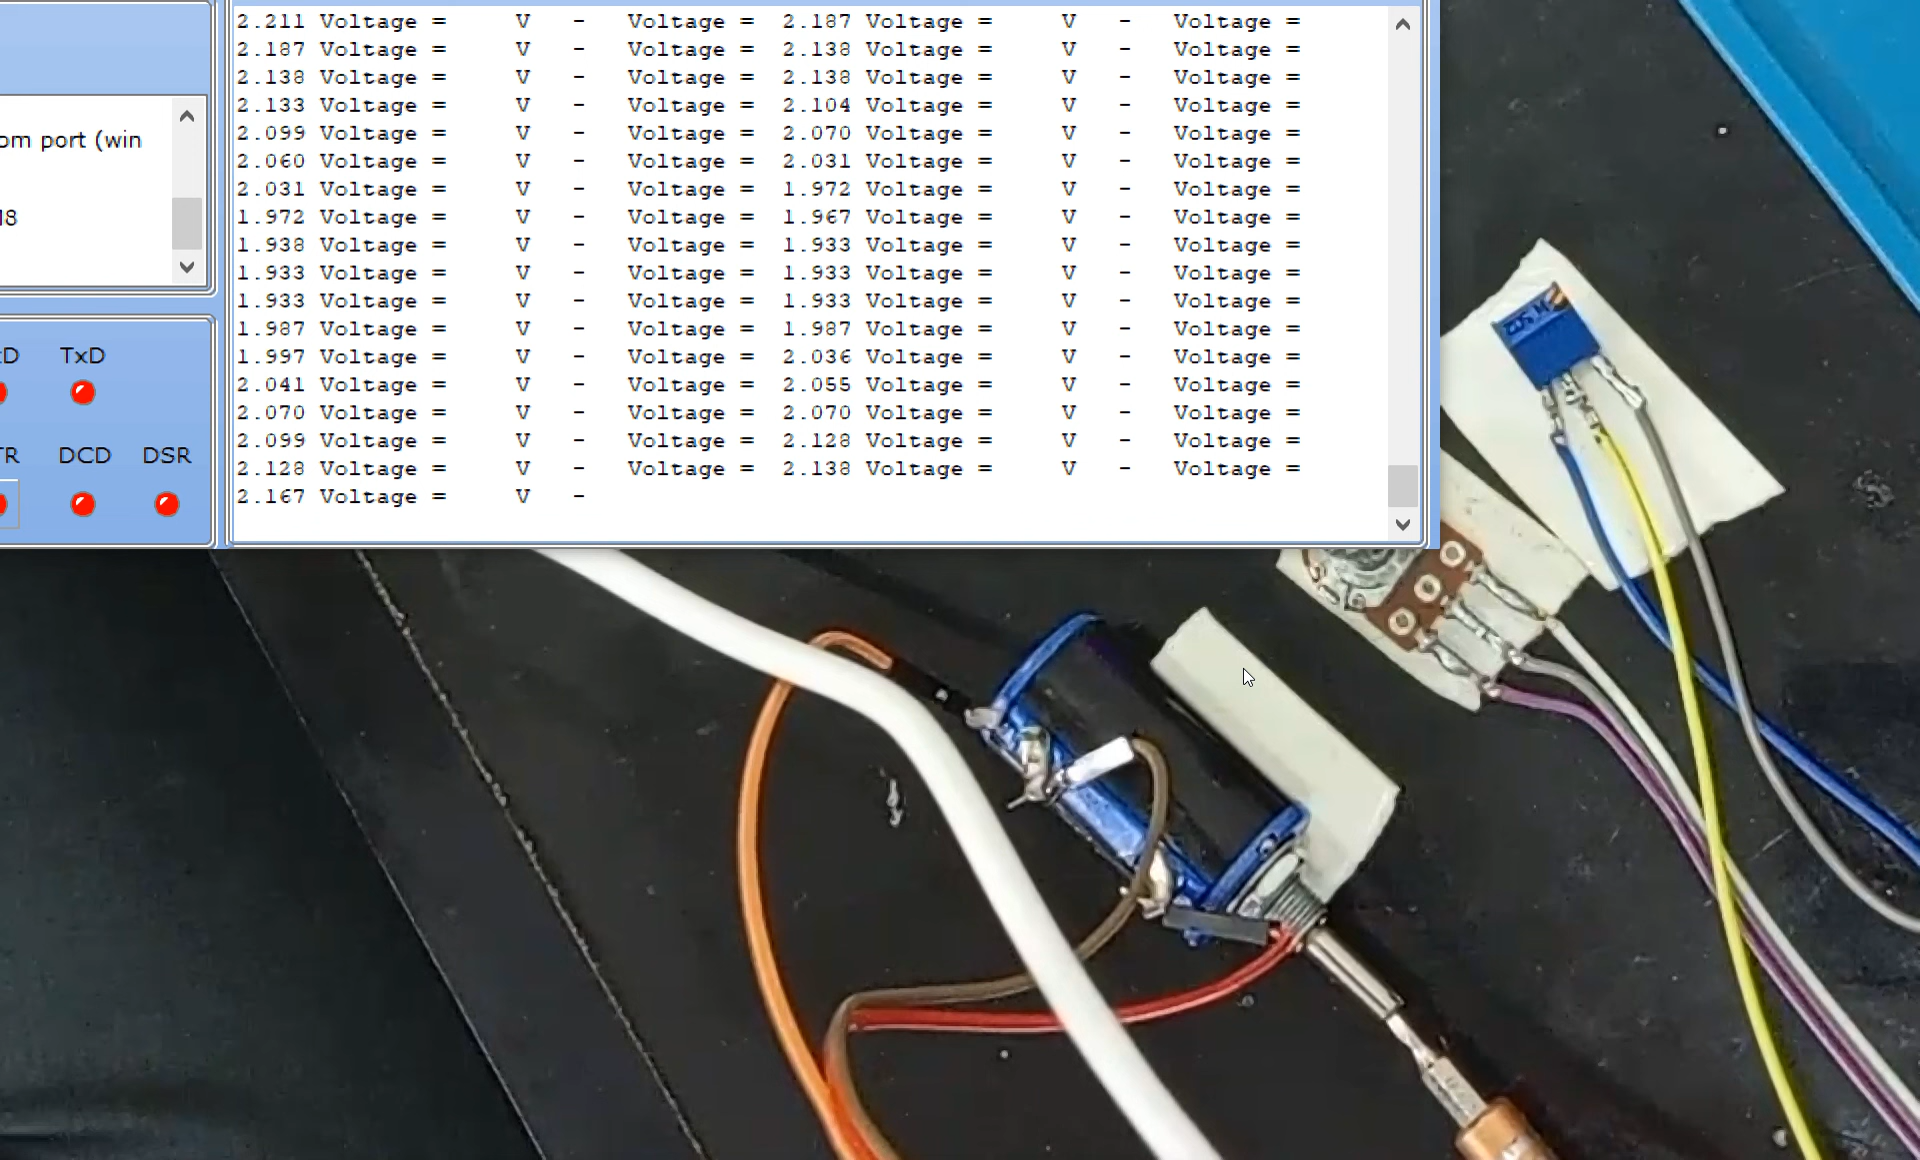 2.211 Voltage = V - Voltage = 2.187 Voltage = V - Voltage =
2.187 Voltage = V - Voltage = 2.138 Voltage = V - Voltage =
2.138 Voltage = V - Voltage = 2.138 Voltage = V - Voltage =
2.133 Voltage = V - Voltage = 2.104 Voltage = V - Voltage =
2.099 Voltage = V - Voltage = 2.070 Voltage = V - Voltage =
2.060 Voltage = V - Voltage = 2.031 Voltage = V - Voltage =
2.031 Voltage = V - Voltage = 1.972 Voltage = V - Voltage =
1.972 Voltage = V - Voltage = 1.967 Voltage = V - Voltage =
1.938 Voltage = V - Voltage = 1.933 Voltage = V - Voltage =
1.933 Voltage = V - Voltage = 1.933 Voltage = V - Voltage =
1.933 Voltage = V - Voltage = 1.933 Voltage = V - Voltage =
1.987 Voltage = V - Voltage = 1.987 Voltage = V - Voltage =
1.997 Voltage = V - Voltage = 2.036 Voltage = V - Voltage =
2.041 Voltage = V - Voltage = 2.055 Voltage = V - Voltage =
2.070 Voltage = V - Voltage = 2.070 Voltage = V - Voltage =
2.099 Voltage = V - Voltage = 2.128 Voltage = V - Voltage =
2.128 Voltage = V - Voltage = 2.138 Voltage = V - Voltage =
2.167 Voltage = V -
om port (win
8
D TxD
R DCD DSR
W 502